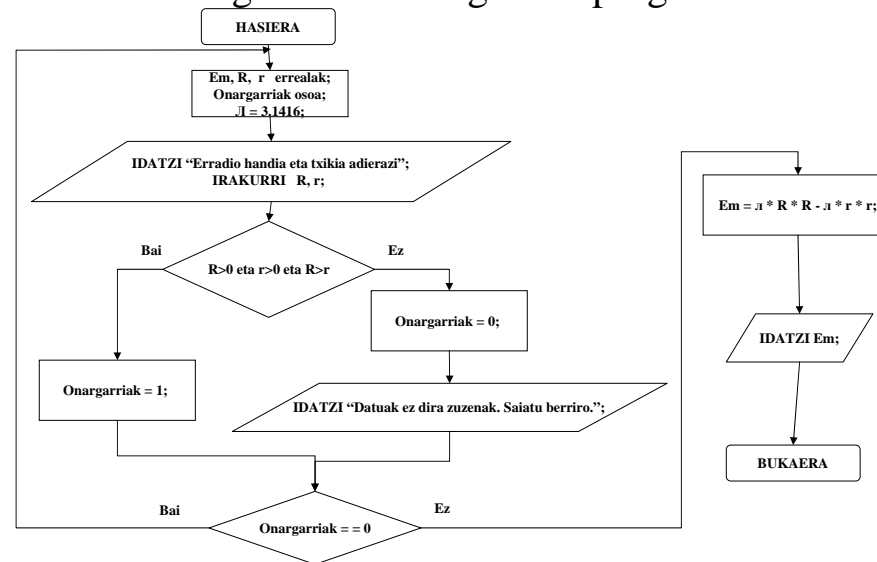 HASIERA
Em, R, r errealak;
Onargarriak osoa;
Л = 3.1416;
IDATZI “Erradio handia eta txikia adierazi”;
IRAKURRI R, r;
Bai
R>0 eta r>0 eta R>r
Ez
Onargarriak = 0;
Onargarriak = 1;
IDATZI “Datuak ez dira zuzenak. Saiatu berriro.”;
Bai
Onargarriak = = 0
Ez
Em = л * R * R - л * r * r;
IDATZI Em;
BUKAERA